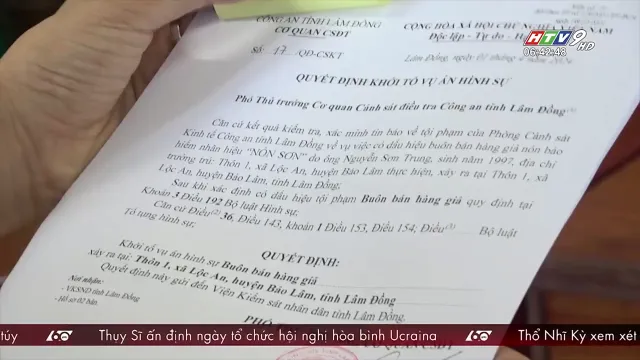 CÔNG AN TỈNH LÂM ĐỒNG
CƠ QUAN CSĐT
CỘNG HÒA XÃ HỘI CHỦ NGHĨA VIỆT NAM
Độc lập - Tự do -
HTV9 HD
06:42:48
Số: 17 /QĐ-CSKT
Lâm Đồng, ngày
QUYẾT ĐỊNH KHỞI TỐ VỤ ÁN HÌNH SỰ
Phó Thủ trưởng Cơ quan Cảnh sát điều tra Công an tỉnh Lâm Đồng
Căn cứ kết quả kiểm tra, xác minh tin báo về tội phạm của Phòng Cảnh sát
Kinh tế Công an tỉnh Lâm Đồng về vụ việc có dấu hiệu buôn bán hàng giả nón bảo
hiểm nhãn hiệu "NÓN SƠN" do ông Nguyễn Sơn Trung, sinh năm 1997, địa chỉ
trường trú: Thôn 1, xã Lộc An, huyện Bảo Lâm thực hiện, xảy ra tại Thôn 1, xã
Lộc An, huyện Bảo Lâm, tỉnh Lâm Đồng.
Sau khi xác định có dấu hiệu tội phạm Buôn bán hàng giả quy định tại
Khoản 3 Điều 192 Bộ luật Hình sự;
Căn cứ Điều(2) 36, Điều 143, khoản 1 Điều 153, Điều 154; Điều(3) Bộ luật
Tố tụng hình sự;
QUYẾT ĐỊNH:
Khởi tố vụ án hình sự Buôn bán hàng giả
xảy ra tại: Thôn 1, xã Lộc An, huyện Bảo Lâm, tỉnh Lâm Đồng
Quyết định này gửi đến Viện Kiểm sát nhân dân tỉnh Lâm Đồng.
Nơi nhận:
- VKSND tỉnh Lâm Đồng
- Hồ sơ 02 bản.
CƠ QUAN CSĐT
túy 60 Thụy Sĩ ấn định ngày tổ chức hội nghị hòa bình Ucraina 60 Thổ Nhĩ Kỳ xem xét